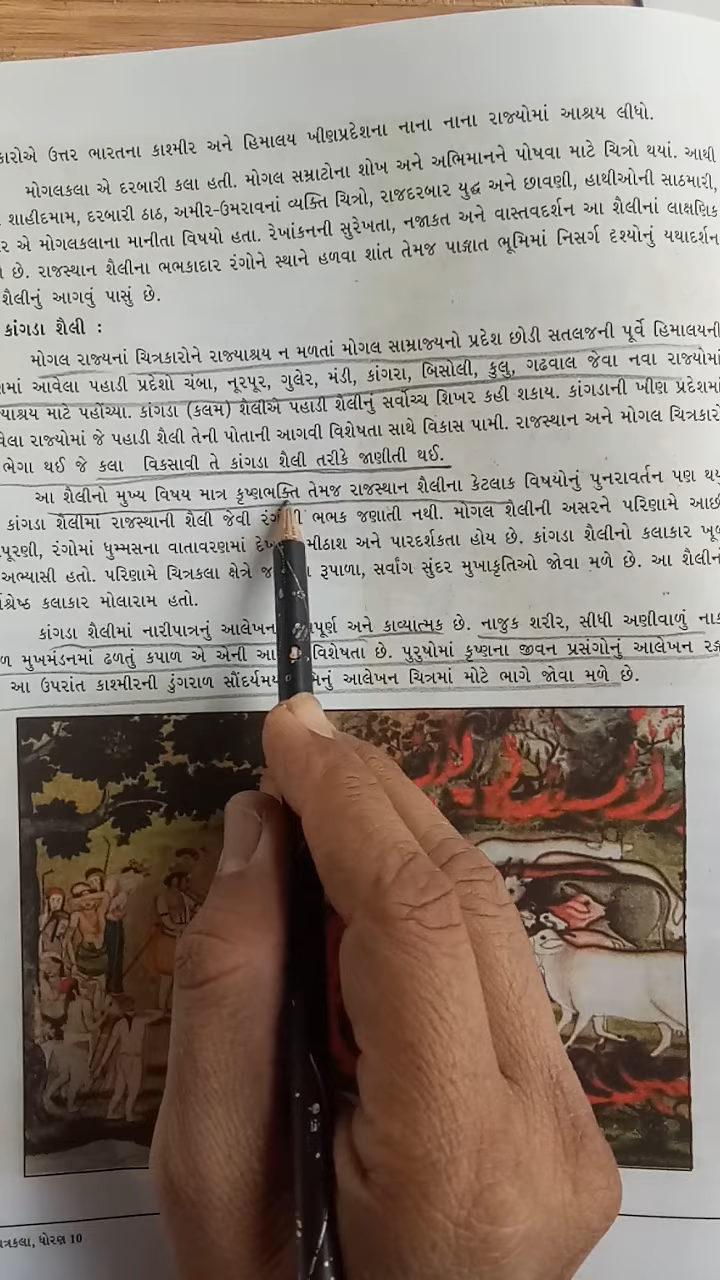 કારોએ ઉત્તર ભારતના કાશ્મીર અને હિમાલય ખીણપ્રદેશના નાના નાના રાજ્યોમાં આશ્રય લીધો.
મોગલકલા એ દરબારી કલા હતી. મોગલ સમ્રાટોના શોખ અને અભિમાનને પોષવા માટે ચિત્રો થયાં. આથી
શાહીદમામ, દરબારી ઠાઠ, અમીર-ઉમરાવનાં વ્યક્તિ ચિત્રો, રાજદરબાર યુદ્ધ અને છાવણી, હાથીઓની સાઠમારી,
ર એ મોગલકલાના માનીતા વિષયો હતા. રેખાંકનની સુરેખતા, નજાકત અને વાસ્તવદર્શન આ શૈલીનાં લાક્ષણિક
છે. રાજસ્થાન શૈલીના ભભકાદાર રંગોને સ્થાને હળવા શાંત તેમજ પાશ્ચાત ભૂમિમાં નિસર્ગ દૃશ્યોનું યથાદર્શન
શૈલીનું આગવું પાસું છે.
કાંગડા શૈલી :
મોગલ રાજ્યનાં ચિત્રકારોને રાજ્યાશ્રય ન મળતાં મોગલ સામ્રાજ્યનો પ્રદેશ છોડી સતલજની પૂર્વે હિમાલયની
માં આવેલા પહાડી પ્રદેશો ચંબા, નૂરપૂર, ગુલેર, મંડી, કાંગરા, બિસોલી, કુલુ, ગઢવાલ જેવા નવા રાજ્યોમાં
યાશ્રય માટે પહોંચ્યા. કાંગડા (કલમ) શૈલીએ પહાડી શૈલીનું સર્વોચ્ચ શિખર કહી શકાય. કાંગડાની ખીણ પ્રદેશમાં
વેલા રાજ્યોમાં જે પહાડી શૈલી તેની પોતાની આગવી વિશેષતા સાથે વિકાસ પામી. રાજસ્થાન અને મોગલ ચિત્રકારો
ભેગા થઈ જે કલા વિકસાવી તે કાંગડા શૈલી તરીકે જાણીતી થઈ.
આ શૈલીનો મુખ્ય વિષય માત્ર કૃષ્ણભક્તિ તેમજ રાજસ્થાન શૈલીના કેટલાક વિષયોનું પુનરાવર્તન પણ થયુ
કાંગડા શૈલીમા રાજસ્થાની શૈલી જેવી ભભક જણાતી નથી. મોગલ શૈલીની અસરને પરિણામે આછી
પૂરણી, રંગોમાં ધુમ્મસના વાતાવરણમાં મીઠાશ અને પારદર્શકતા હોય છે. કાંગડા શૈલીનો કલાકાર ખૂબ
અભ્યાસી હતો. પરિણામે ચિત્રકલા ક્ષેત્રે રૂપાળા, સર્વાંગ સુંદર મુખાકૃતિઓ જોવા મળે છે. આ શૈલીનો
શ્રેષ્ઠ કલાકાર મોલારામ હતો.
કાંગડા શૈલીમાં નારીપાત્રનું આલેખન પૂર્ણ અને કાવ્યાત્મક છે. નાજુક શરીર, સીધી અણીવાળું નાક
ળ મુખમંડનમાં ઢળતું કપાળ એ એની વિશેષતા છે. પુરુષોમાં કૃષ્ણના જીવન પ્રસંગોનું આલેખન
આ ઉપરાંત કાશ્મીરની ડુંગરાળ સૌંદર્યમય નું આલેખન ચિત્રમાં મોટે ભાગે જોવા મળે છે.
ત્રકલા, ધોરણ 10